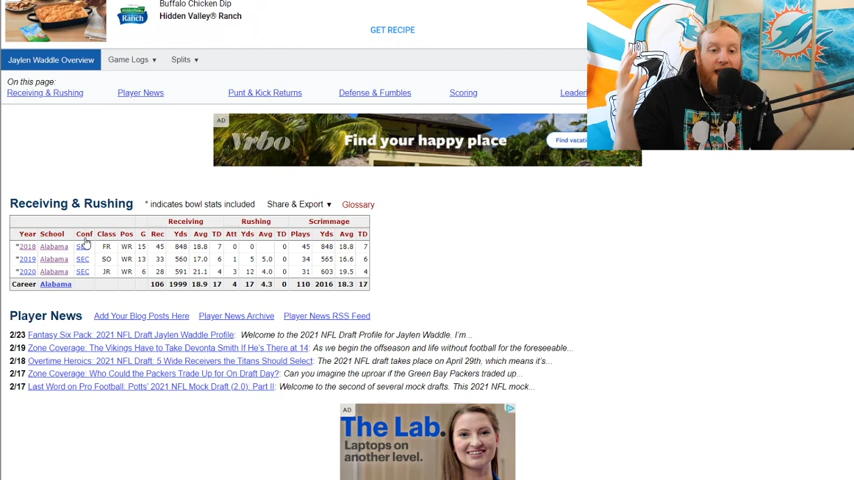 Buffalo Chicken Dip
Hidden Valley® Ranch
Hidden Valley
Ranch
GET RECIPE
Jaylen Waddle Overview
Game Logs ▼
Splits ▼
On this page:
Receiving & Rushing
Player News
Punt & Kick Returns
Defense & Fumbles
Scoring
Leader
AD
Vrbo
Find your happy place
Find vacati
Receiving & Rushing
* indicates bowl stats included
Share & Export ▼
Glossary
Receiving Rushing Scrimmage
Year School Conf Class Pos G Rec Yds Avg TD Att Yds Avg TD Plays Yds Avg TD
*2018 Alabama SEC FR WR 15 45 848 18.8 7 0 0 0 45 848 18.8 7
*2019 Alabama SEC SO WR 13 33 560 17.0 6 1 5 5.0 0 34 565 16.6 6
*2020 Alabama SEC JR WR 6 28 591 21.1 4 3 12 4.0 0 31 603 19.5 4
Career Alabama 106 1999 18.9 17 4 17 4.3 0 110 2016 18.3 17
Player News
Add Your Blog Posts Here
Player News Archive
Player News RSS Feed
2/23 Fantasy Six Pack: 2021 NFL Draft Jaylen Waddle Profile: Welcome to the 2021 NFL Draft Profile for Jaylen Waddle. I'm...
2/19 Zone Coverage: The Vikings Have to Take Devonta Smith If He's There at 14: As we begin the offseason and life without football for the foreseeable...
2/18 Overtime Heroics: 2021 NFL Draft: 5 Wide Receivers the Titans Should Select: The 2021 NFL draft takes place on April 29th, which means it's...
2/17 Zone Coverage: Who Could the Packers Trade Up for On Draft Day?: Can you imagine the uproar if the Green Bay Packers traded up...
2/17 Last Word on Pro Football: Potts' 2021 NFL Mock Draft (2.0): Part II: Welcome to the second of several mock drafts. This 2021 NFL mock...
AD
The Lab.
Laptops on
another level.